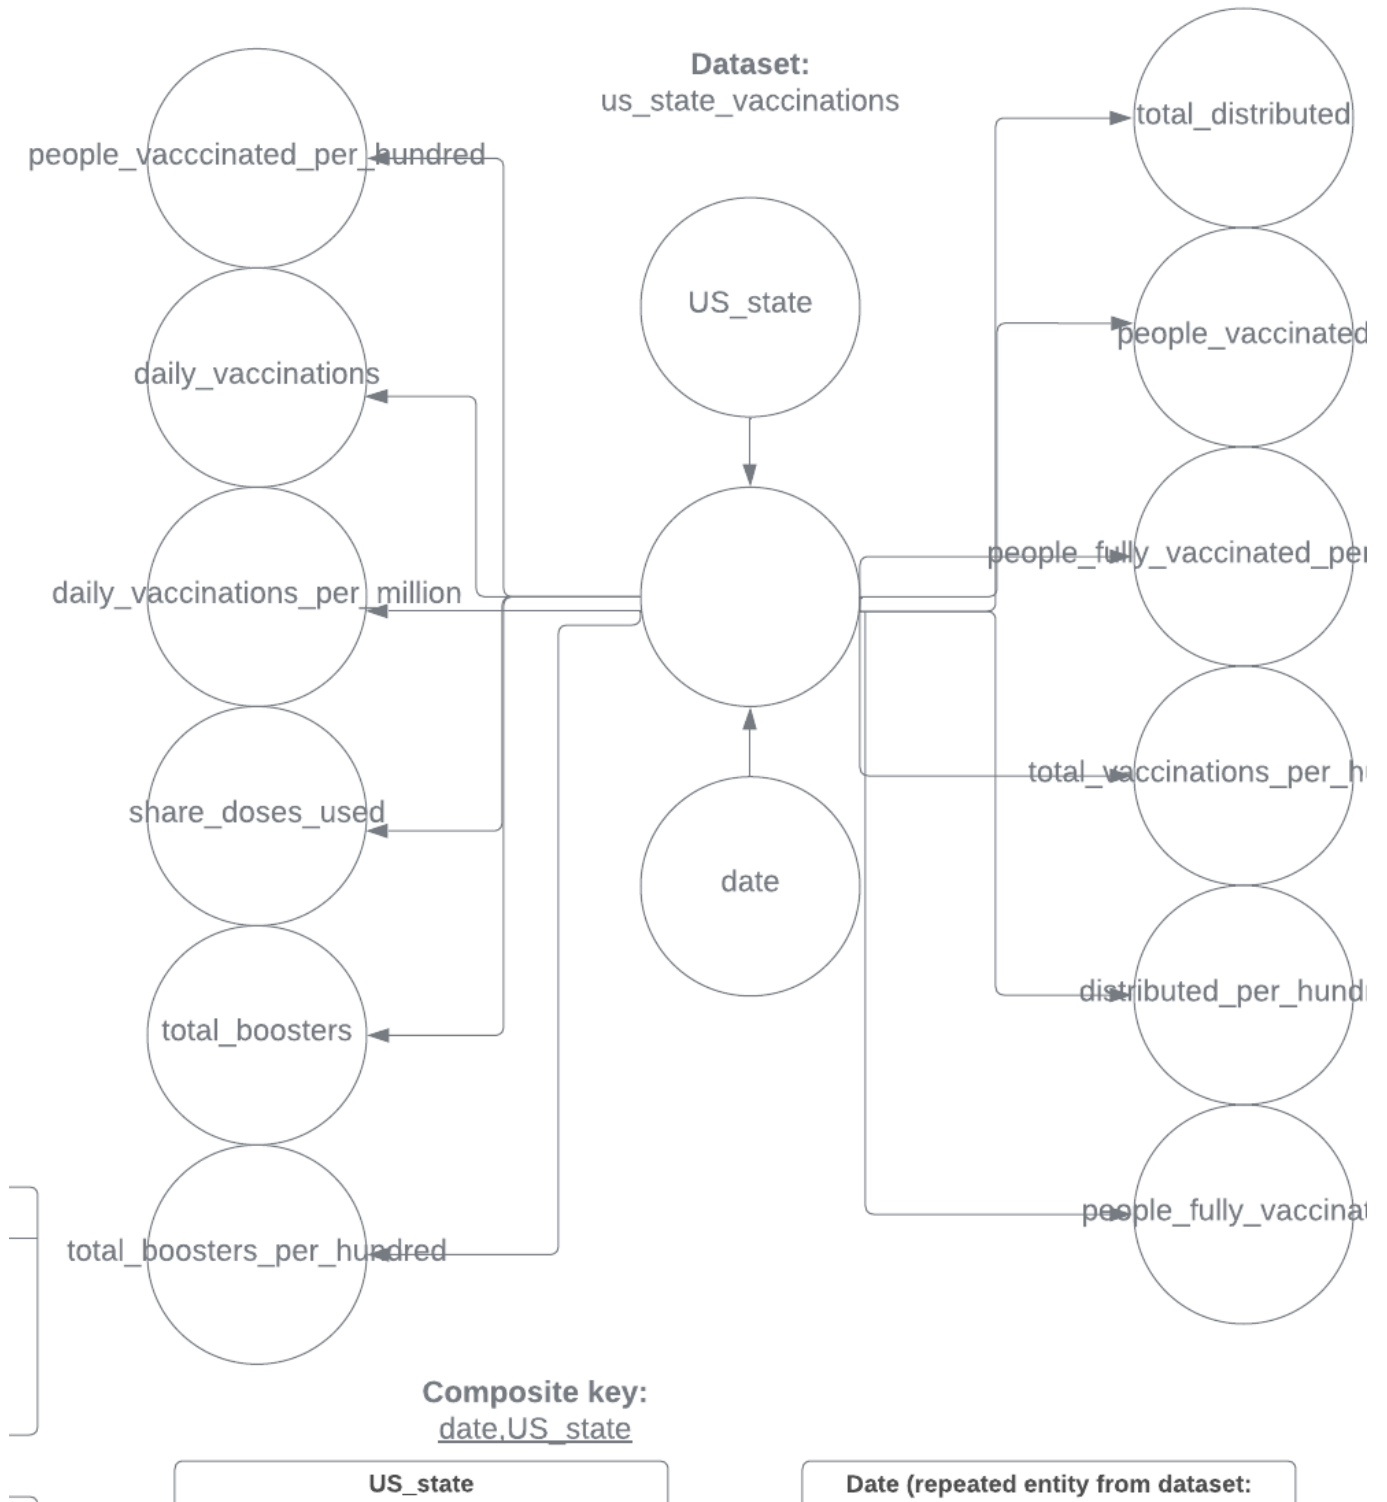 Dataset:
us_state_vaccinations
people_vacccinated_per_hundred
daily_vaccinations
daily_vaccinations_per_million
share_doses_used
total_boosters
total_boosters_per_hundred
US_state
date
total_distributed
people_vaccinated
people_fully_vaccinated_per
total_vaccinations_per_h
distributed_per_hund
people_fully_vaccinat
Composite key:
date,US_state
US_state
Date (repeated entity from dataset: